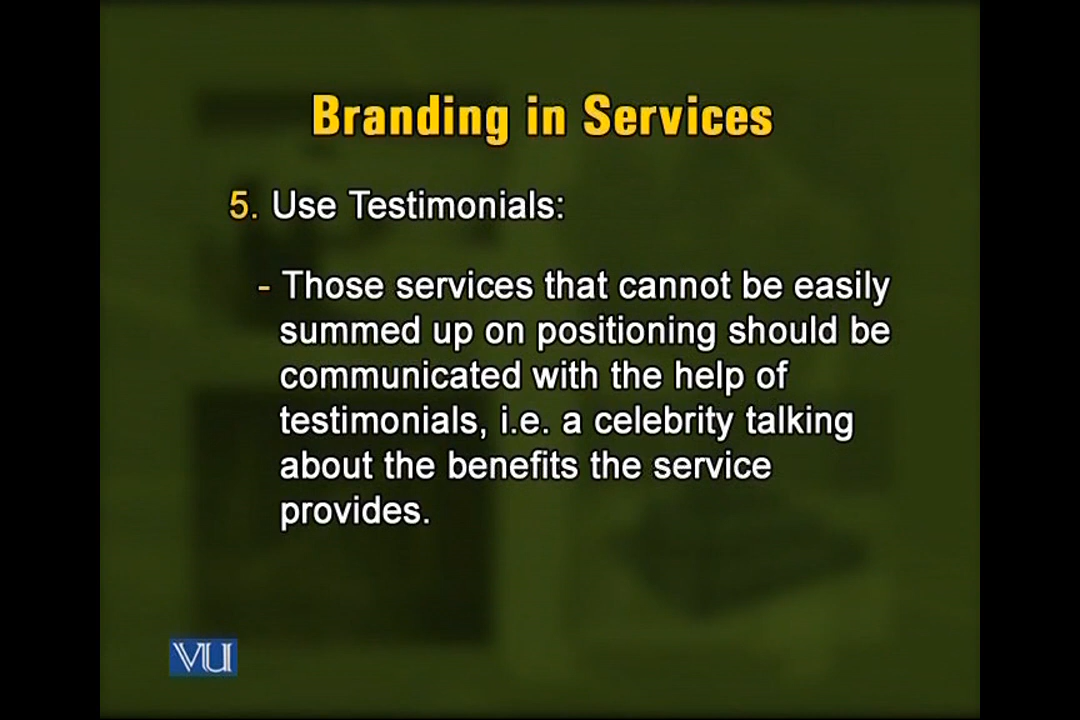 Branding in Services
5. Use Testimonials:
- Those services that cannot be easily
summed up on positioning should be
communicated with the help of
testimonials, i.e. a celebrity talking
about the benefits the service
provides.
VU